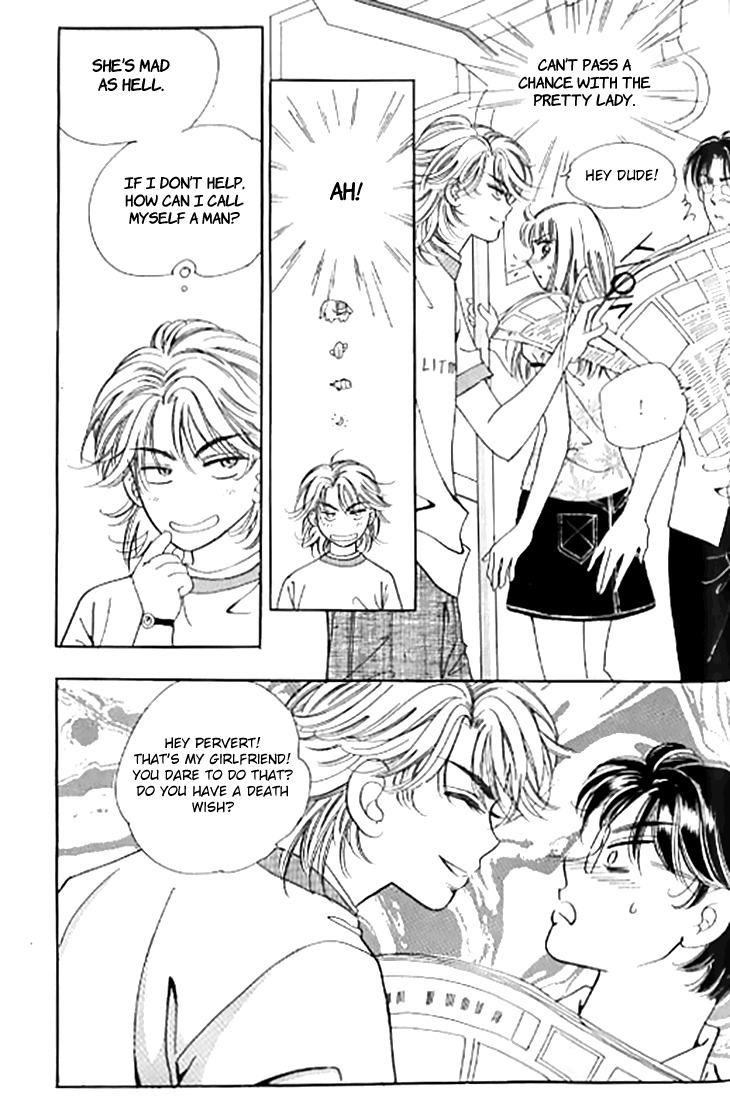 SHE'S MAD
AS HELL.
IF I DON'T HELP.
HOW CAN I CALL
MYSELF A MAN?
AH!
CAN'T PASS A
CHANCE WITH THE
PRETTY LADY.
HEY DUDE!
!
LITTL
HEY PERVERT!
THAT'S MY GIRLFRIEND!
YOU DARE TO DO THAT?
DO YOU HAVE A DEATH
WISH?